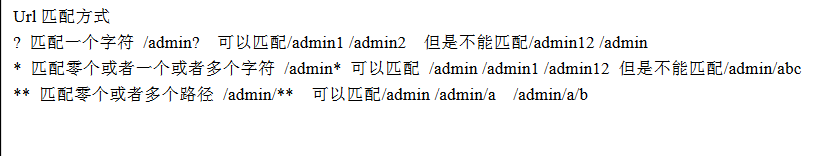 Url 匹配方式
? 匹配一个字符 /admin? 可以匹配/admin1 /admin2 但是不能匹配/admin12 /admin
* 匹配零个或者一个或者多个字符 /admin* 可以匹配 /admin /admin1 /admin12 但是不能匹配/admin/abc
** 匹配零个或者多个路径 /admin/** 可以匹配/admin /admin/a /admin/a/b